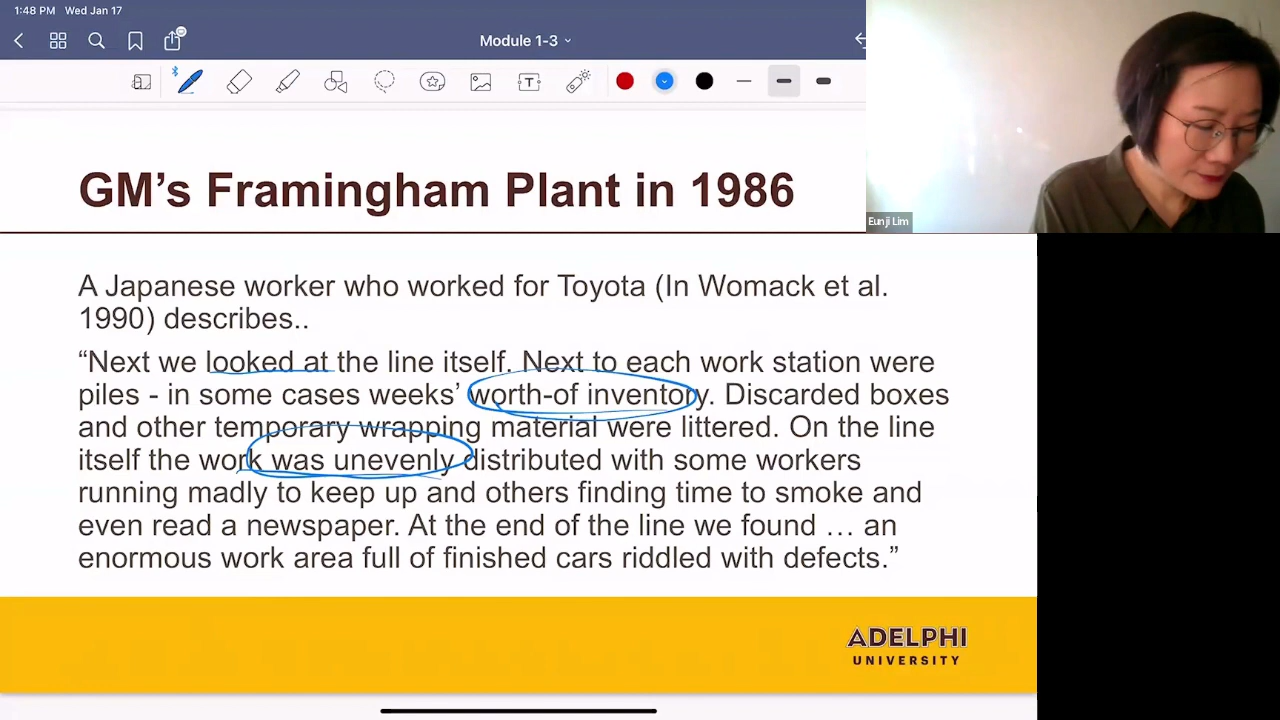 1:48 PM Wed Jan 17
Module 1-3
T
Eunji Lim
GM’s Framingham Plant in 1986
A Japanese worker who worked for Toyota (In Womack et al.
1990) describes..
“Next we looked at the line itself. Next to each work station were
piles - in some cases weeks’ worth-of inventory. Discarded boxes
and other temporary wrapping material were littered. On the line
itself the work was unevenly distributed with some workers
running madly to keep up and others finding time to smoke and
even read a newspaper. At the end of the line we found … an
enormous work area full of finished cars riddled with defects.”
ADELPHI
UNIVERSITY